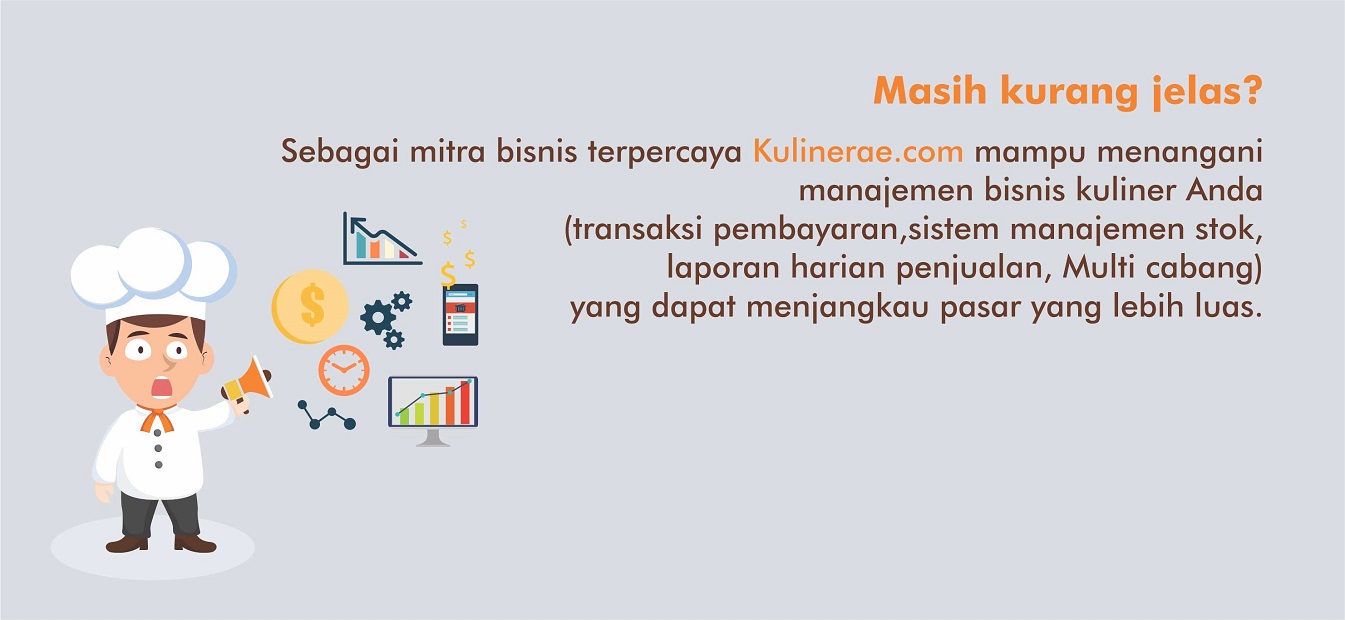 Masih kurang jelas?
Sebagai mitra bisnis terpercaya Kulinerae.com mampu menangani
manajemen bisnis kuliner Anda
(transaksi pembayaran,sistem manajemen stok,
laporan harian penjualan, Multi cabang)
yang dapat menjangkau pasar yang lebih luas.